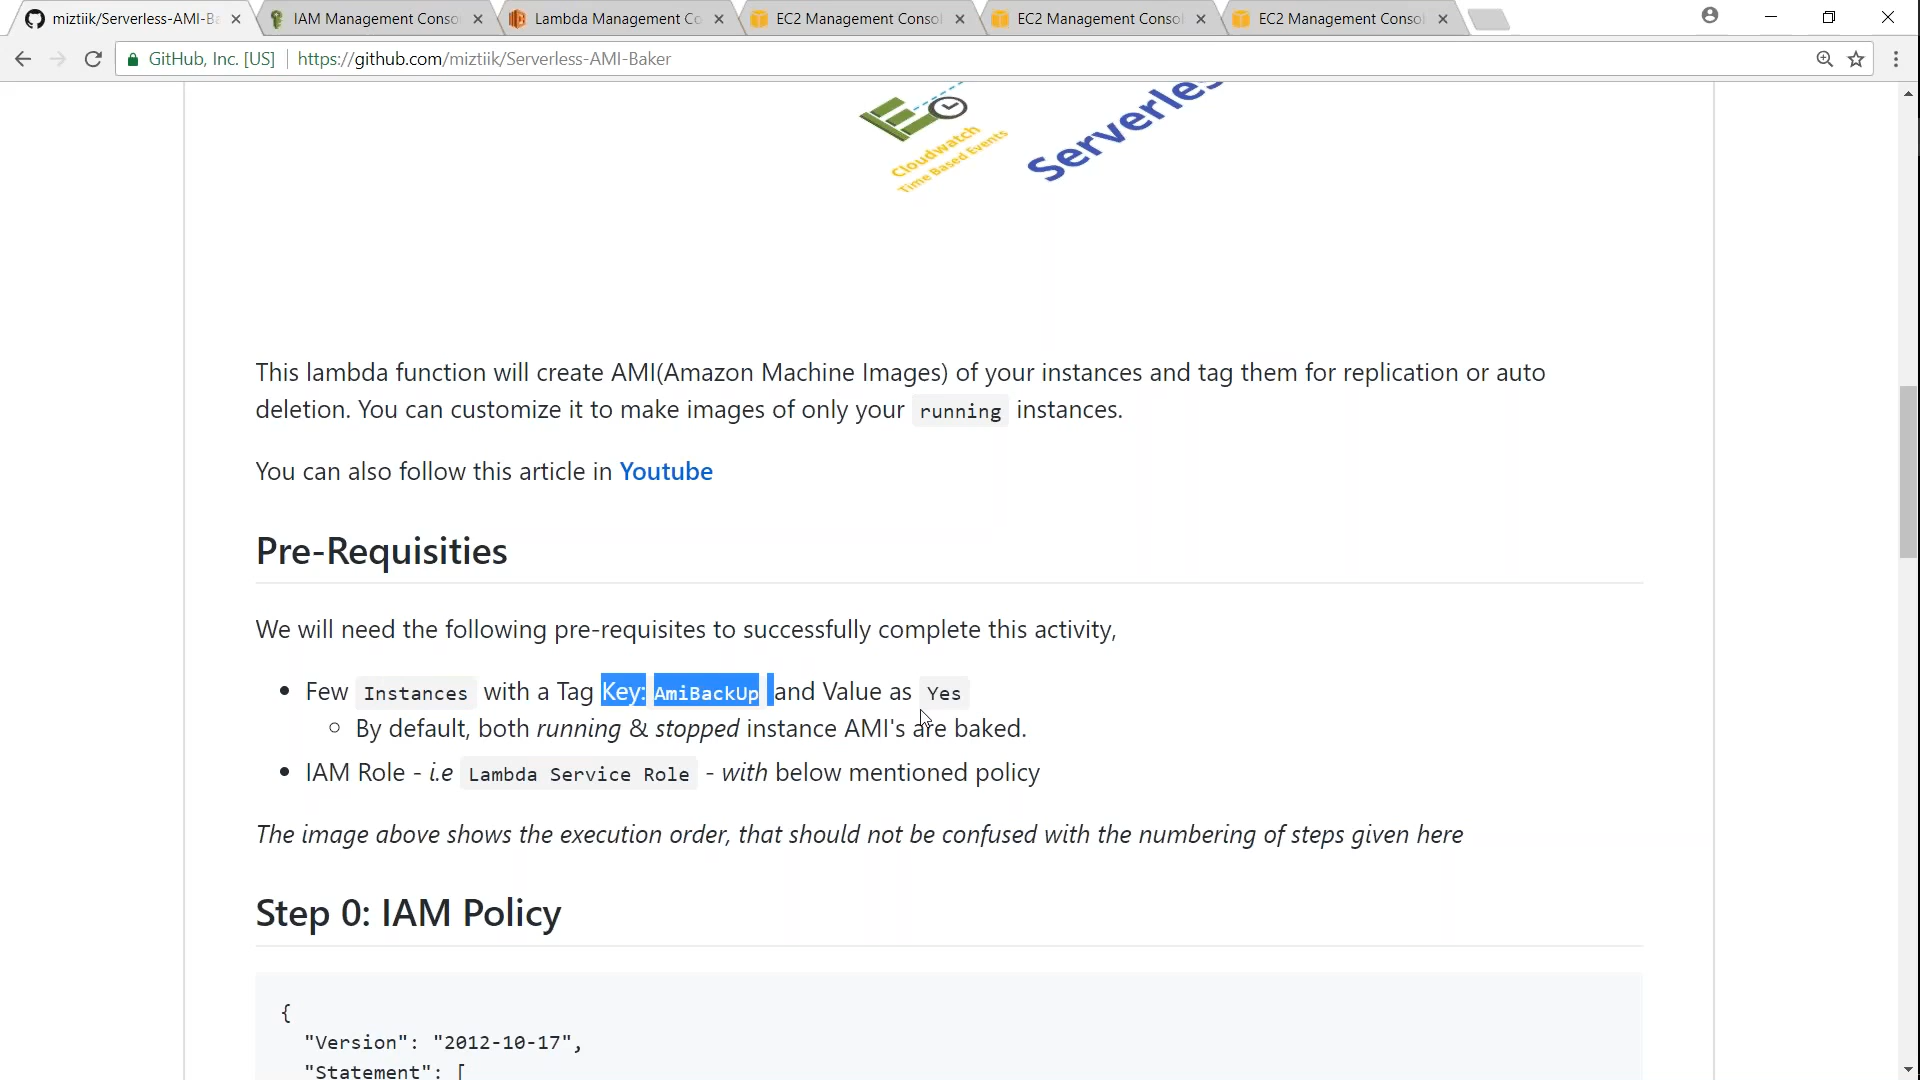 miztiik/Serverless-AMI-Ba
IAM Management Conso
Lambda Management Co
EC2 Management Consol
EC2 Management Consol
EC2 Management Consol
GitHub, Inc. [US]
https://github.com/miztiik/Serverless-AMI-Baker
Cloudwatch
Time Based Events
Serverles
This lambda function will create AMI(Amazon Machine Images) of your instances and tag them for replication or auto
deletion. You can customize it to make images of only your running instances.
You can also follow this article in Youtube
Pre-Requisities
We will need the following pre-requisites to successfully complete this activity,
Few Instances with a Tag Key: AmiBackUp and Value as Yes
By default, both running & stopped instance AMI's are baked.
IAM Role - i.e Lambda Service Role - with below mentioned policy
The image above shows the execution order, that should not be confused with the numbering of steps given here
Step 0: IAM Policy
{
"Version": "2012-10-17",
"Statement": [